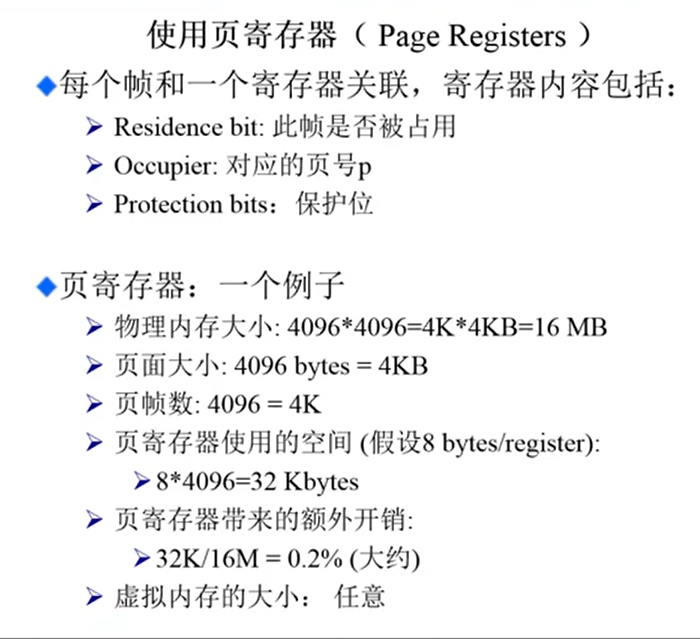 使用页寄存器（ Page Registers ）
每个帧和一个寄存器关联，寄存器内容包括：
Residence bit: 此帧是否被占用
Occupier: 对应的页号p
Protection bits：保护位
页寄存器：一个例子
物理内存大小: 4096*4096=4K*4KB=16 MB
页面大小: 4096 bytes = 4KB
页帧数: 4096 = 4K
页寄存器使用的空间 (假设8 bytes/register):
8*4096=32 Kbytes
页寄存器带来的额外开销:
32K/16M = 0.2% (大约)
虚拟内存的大小： 任意